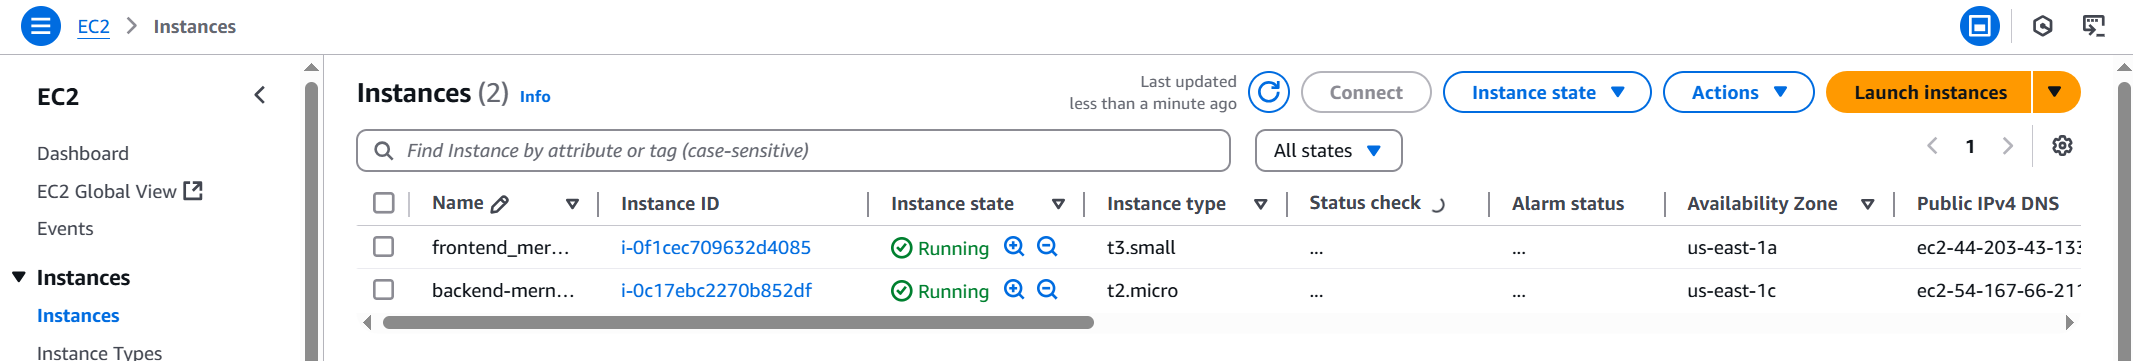 EC2 > Instances
EC2
Dashboard
EC2 Global View
Events
Instances
Instances
Instance Types
Instances (2) Info
Last updated
less than a minute ago
Connect
Instance state
Actions
Launch instances
Find Instance by attribute or tag (case-sensitive)
All states
1
Name Instance ID Instance state Instance type Status check Alarm status Availability Zone Public IPv4 DNS
frontend_mer... i-0f1cec709632d4085 Running t3.small ... ... us-east-1a ec2-44-203-43-133
backend-mern... i-0c17ebc2270b852df Running t2.micro ... ... us-east-1c ec2-54-167-66-211